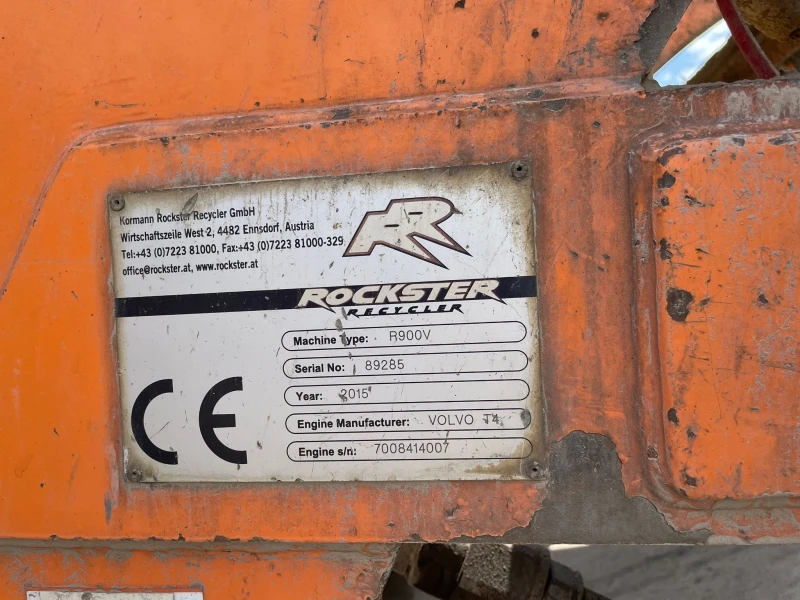 Kormann Rockster Recycler GmbH
Wirtschaftszeile West 2, 4482 Ennsdorf, Austria
Tel:+43 (0)7223 81000, Fax:+43 (0)7223 81000-329
office@rockster.at, www.rockster.at
RR
ROCKSTER
RECYCLER
Machine Type: R900V
Serial No: 89285
Year: 2015
Engine Manufacturer: VOLVO T4
Engine s/n: 7008414007
CE